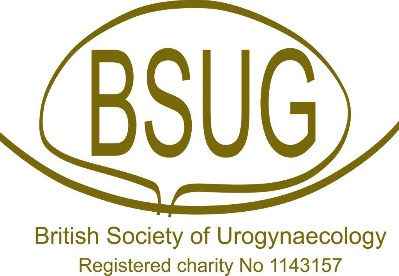 BSUG
British Society of Urogynaecology
Registered charity No 1143157